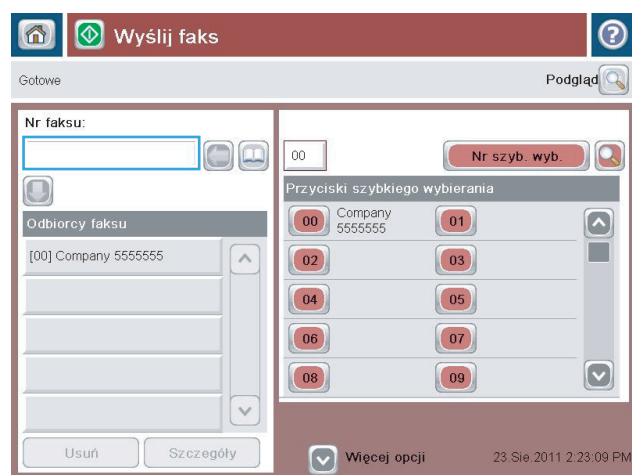 Wyślij faks
Gotowe
Podgląd
Nr faksu:
Odbiorcy faksu
[00] Company 5555555
Usuń
Szczegóły
00
Nr szyb. wyb.
Przyciski szybkiego wybierania
00 Company 5555555 01
02 03
04 05
06 07
08 09
Więcej opcji
23.Sie.2011 2:23:09 PM